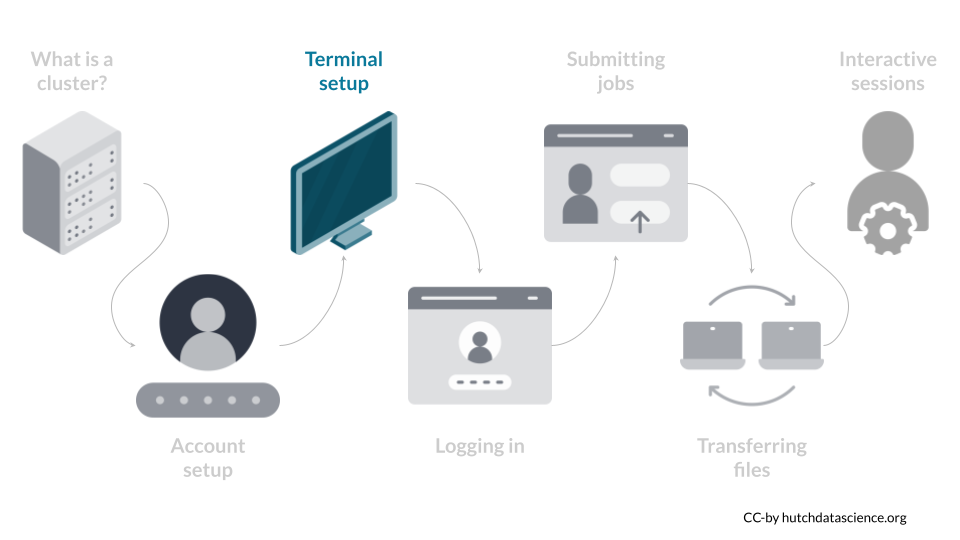 What is a
cluster?
Terminal
setup
Submitting
jobs
Interactive
sessions
Account
setup
Logging in
Transferring
files
CC-by hutchdatascience.org